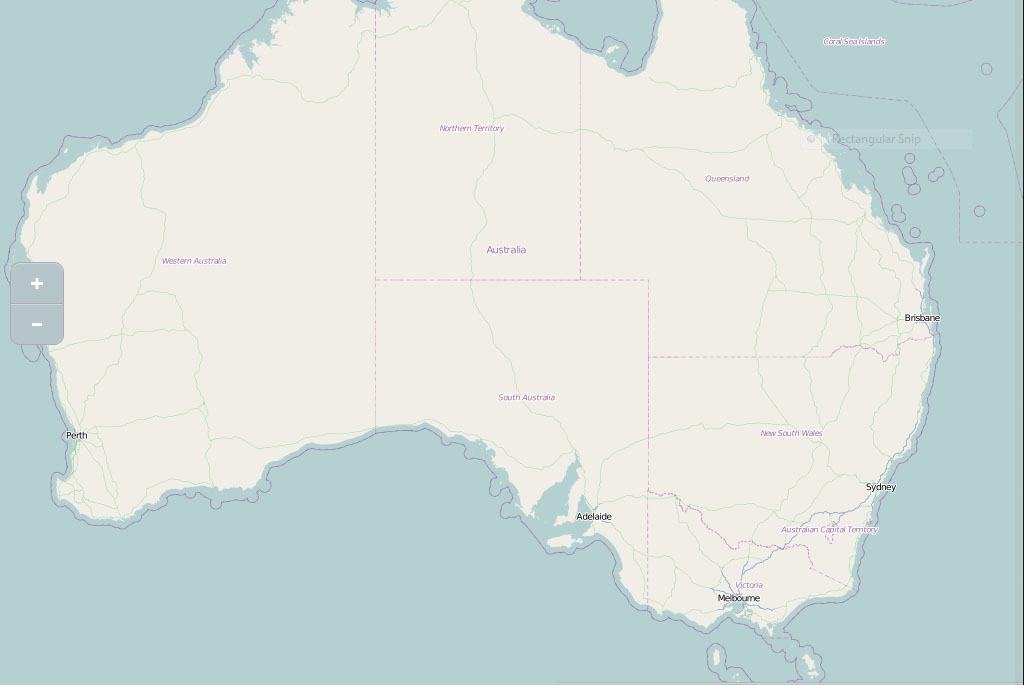 Coral Sea Islands
Northern Territory
Rectangular Snip
Queensland
Australia
Western Australia
+
−
Brisbane
South Australia
New South Wales
Perth
Sydney
Adelaide
Australian Capital Territory
Victoria
Melbourne